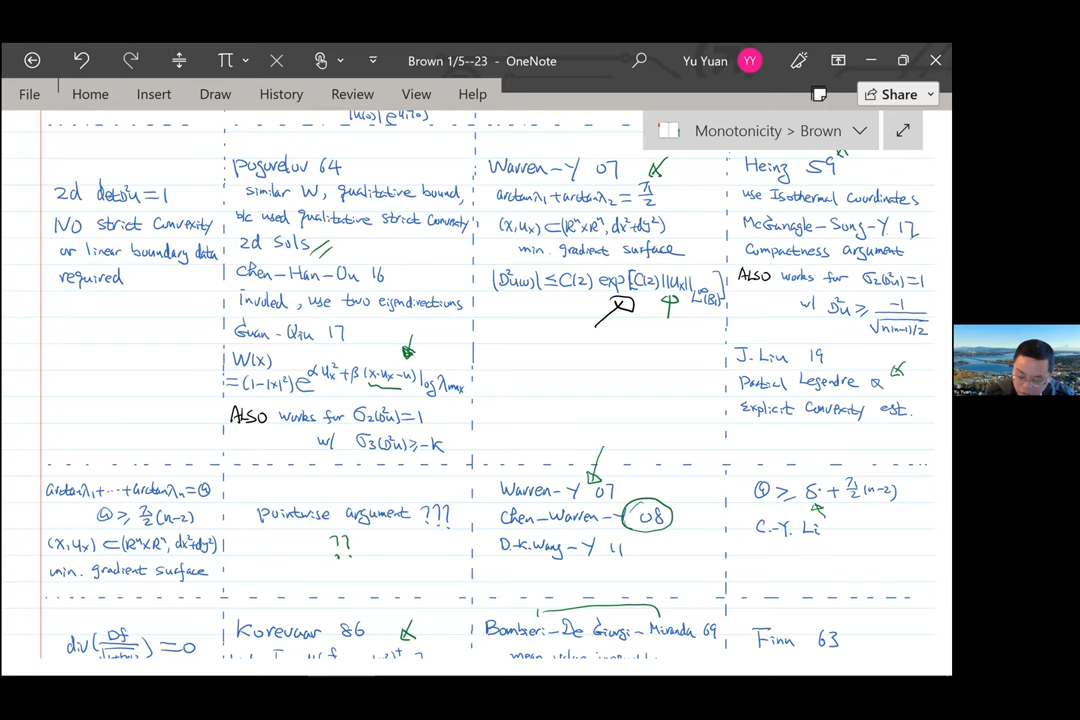 Brown 1/5--23 - OneNote
Yu Yuan
YY
File Home Insert Draw History Review View Help
Share
Monotonicity > Brown
2d detD²u=1
NO strict convexity
or linear boundary data
required
Pogorelov 64
similar W, qualitative bound,
b/c used qualitative strict convexity
2d sols
Chen-Han-Ou 16
involved, use two eigendirections
Guan-Qiu 17
W(x)
=(1-|x|²)e^{αu_x²+β(x·u_x-u)} log λmax
ALSO works for σ₂(D²u)=1
w/ σ₃(D²u)≥-K
Warren-Y 07
arctanλ₁+arctanλ₂=π/2
(x,u_x)⊂(Rⁿ×Rⁿ,dx²+dy²)
min. gradient surface
|D²u(0)|≤C(2) exp[C(2)||u_x||_{L^∞(B₁)}]
Heinz 59
use Isothermal coordinates
McGonagle-Song-Y 17
Compactness argument
ALSO works for σ₂(D²u)=1
w/ D²u≥ -1/√n(n-1)/2
J. Liu 19
Partial Legendre &
explicit convexity est.
arctanλ₁+⋯+arctanλn=Θ
Θ≥π/2(n-2)
(x,u_x)⊂(Rⁿ×Rⁿ,dx²+dy²)
min. gradient surface
pointwise argument ???
??
Warren-Y 07
Chen-Warren-Y 08
D.K.Wang-Y 11
Θ≥δ+π/2(n-2)
C.-Y. Li
Korevaar 86
Bombieri-De Giorgi-Miranda 69
Finn 63